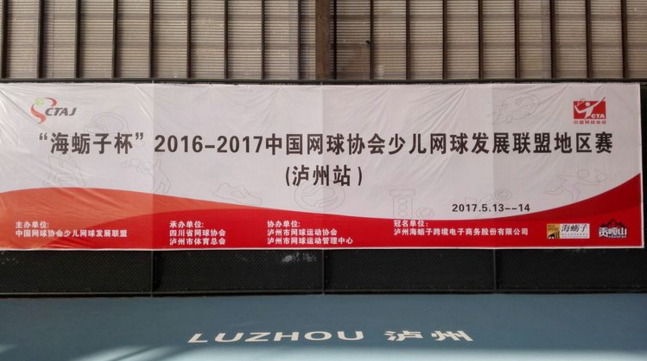 CTAJ
CTA
“海蛎子杯”2016-2017中国网球协会少儿网球发展联盟地区赛
(泸州站)
2017.5.13--14
主办单位:
中国网球协会少儿网球发展联盟
承办单位:
四川省网球协会
泸州市体育总会
协办单位:
泸州市网球运动协会
泸州市网球运动管理中心
冠名单位:
泸州海蛎子跨境电子商务股份有限公司
海蛎子
LUZHOU 泸州